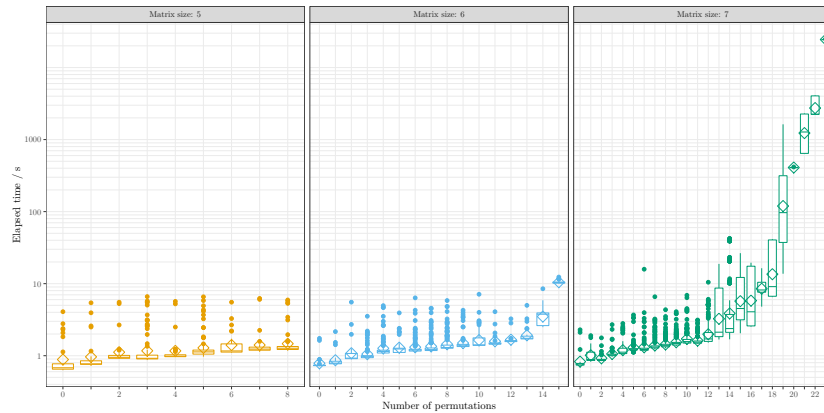 Matrix size: 5
Matrix size: 6
Matrix size: 7
Elapsed time / s
1000
100
10
1
0 2 4 6 8
0 2 4 6 8 10 12 14
0 2 4 6 8 10 12 14 16 18 20 22
Number of permutations